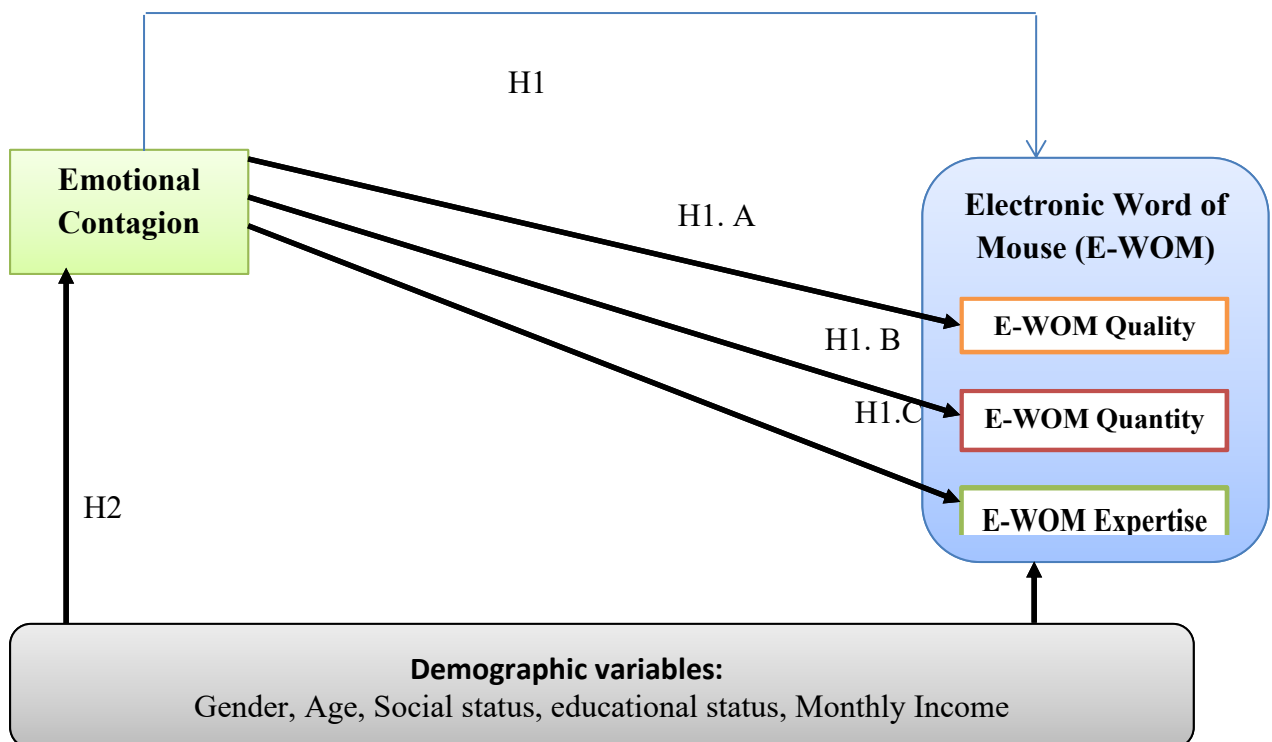 H1
Emotional
Contagion
H1. A
Electronic Word of
Mouse (E-WOM)
E-WOM Quality
H1. B
H1.C
E-WOM Quantity
H2
E-WOM Expertise
Demographic variables:
Gender, Age, Social status, educational status, Monthly Income